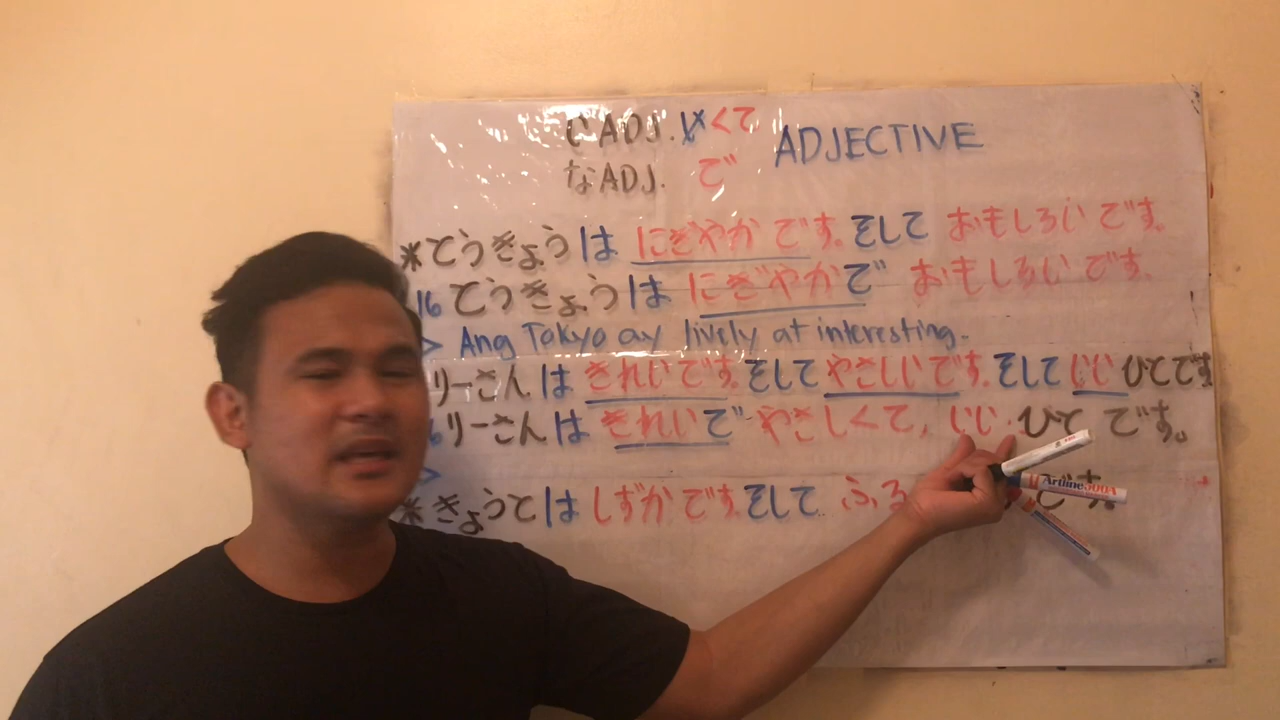 いADJ. いxくて ADJECTIVE
なADJ. で
*とうきょうは にぎやかです。そして おもしろいです。
16 とうきょうは にぎやかで おもしろいです。
> Ang Tokyo ay lively at interesting.
リーさんは きれいです。そして やさしいです。そして いい ひとです
6 リーさんは きれいで やさしくて, いい ひと です。
>
*きょうとは しずかです。そして ふる です。
Artline 500A